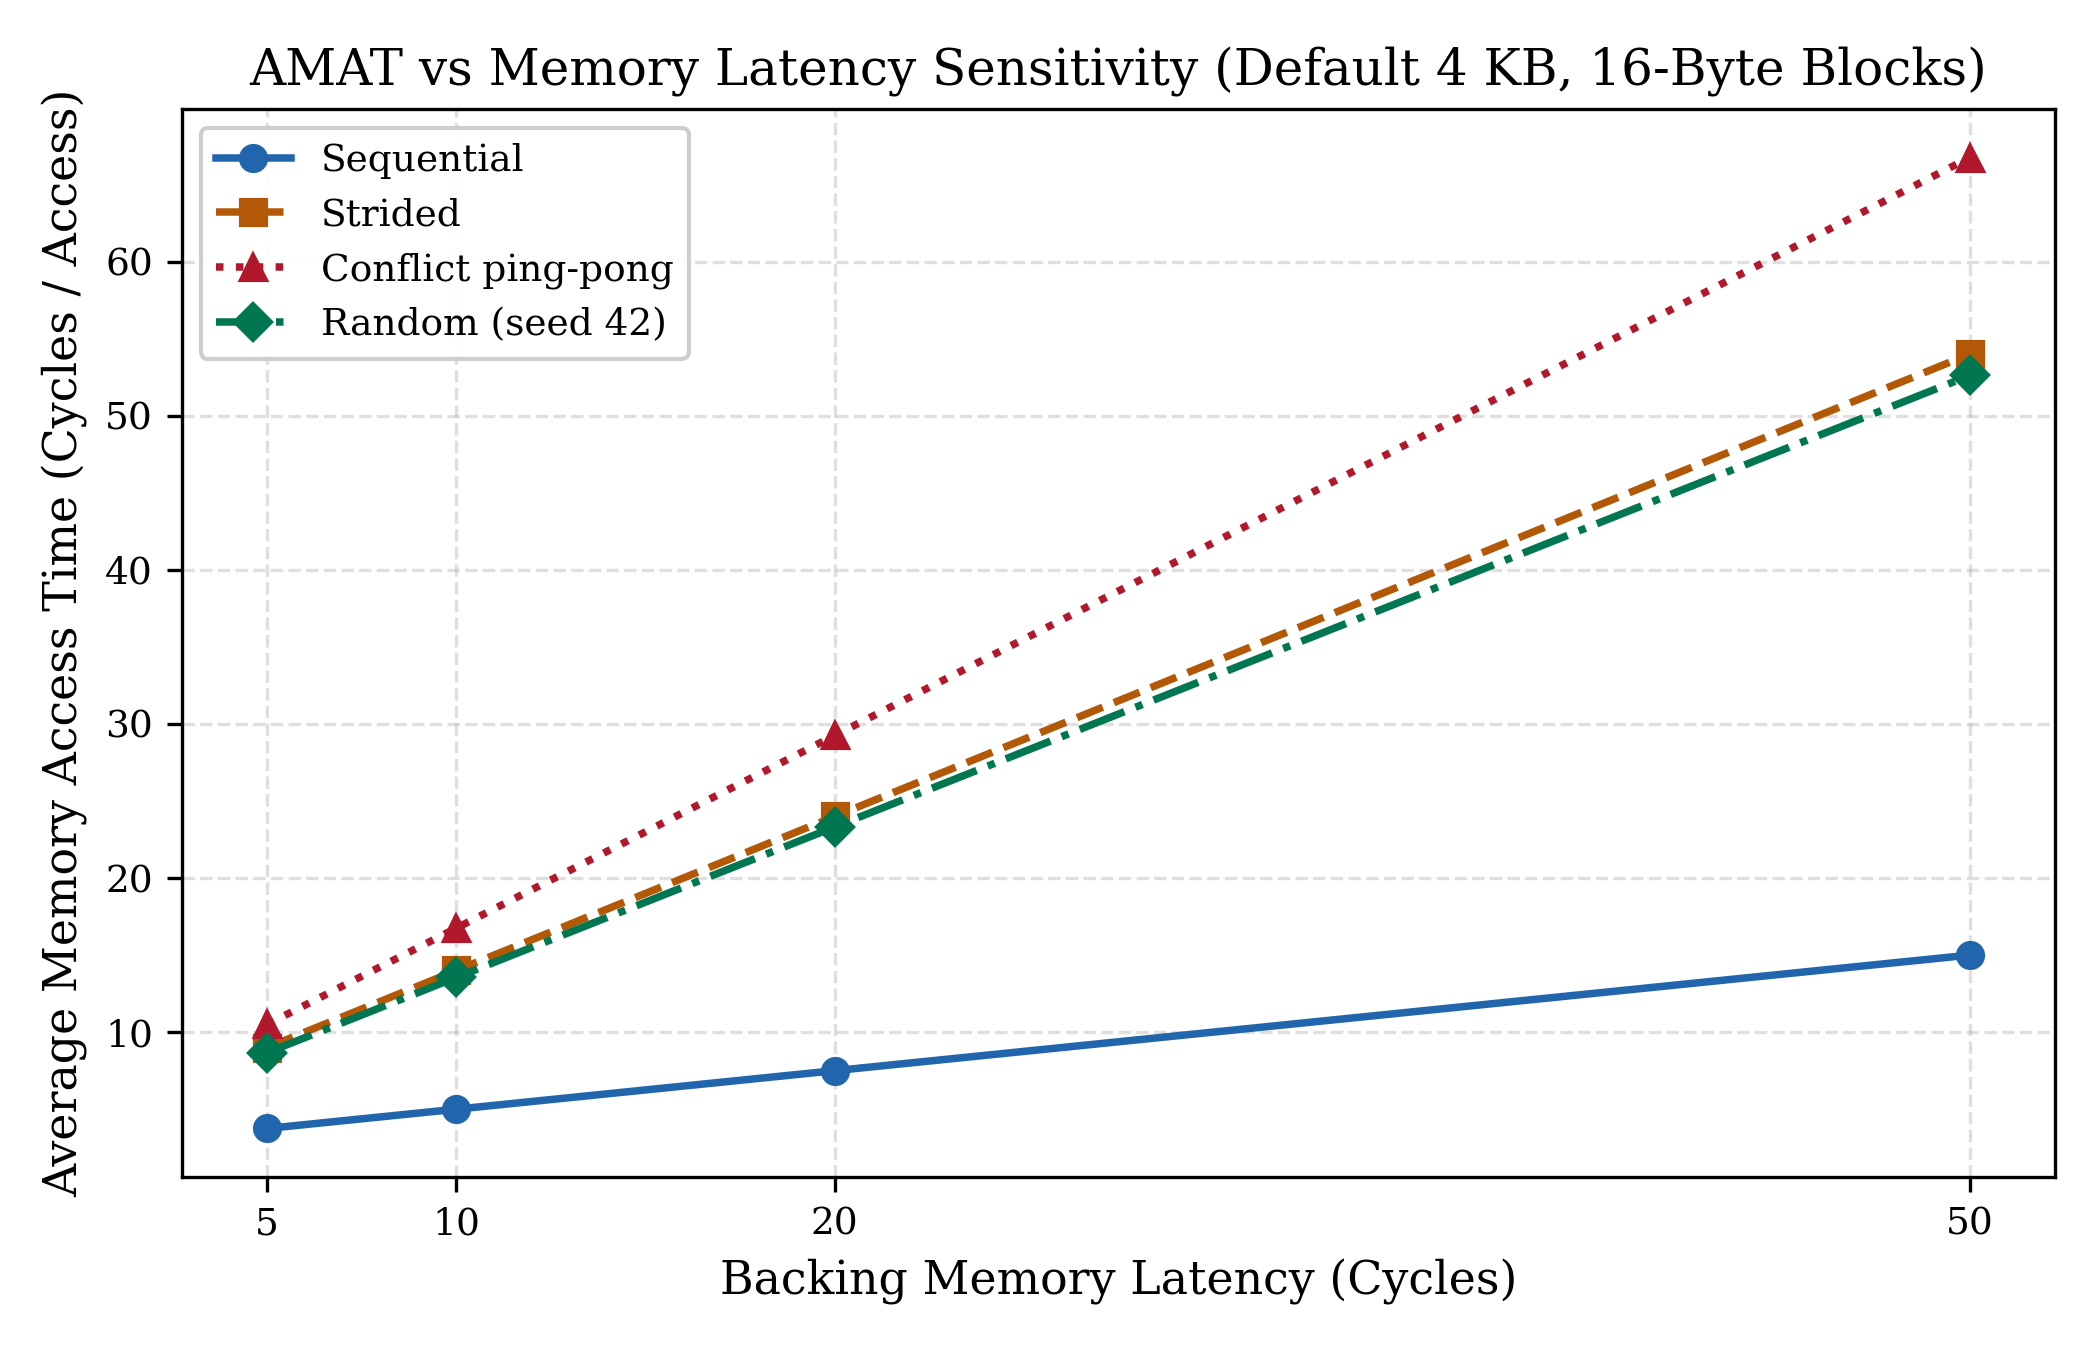 AMAT vs Memory Latency Sensitivity (Default 4 KB, 16-Byte Blocks)
Sequential
Strided
Conflict ping-pong
Random (seed 42)
Average Memory Access Time (Cycles / Access)
60
50
40
30
20
10
5 10 20 50
Backing Memory Latency (Cycles)